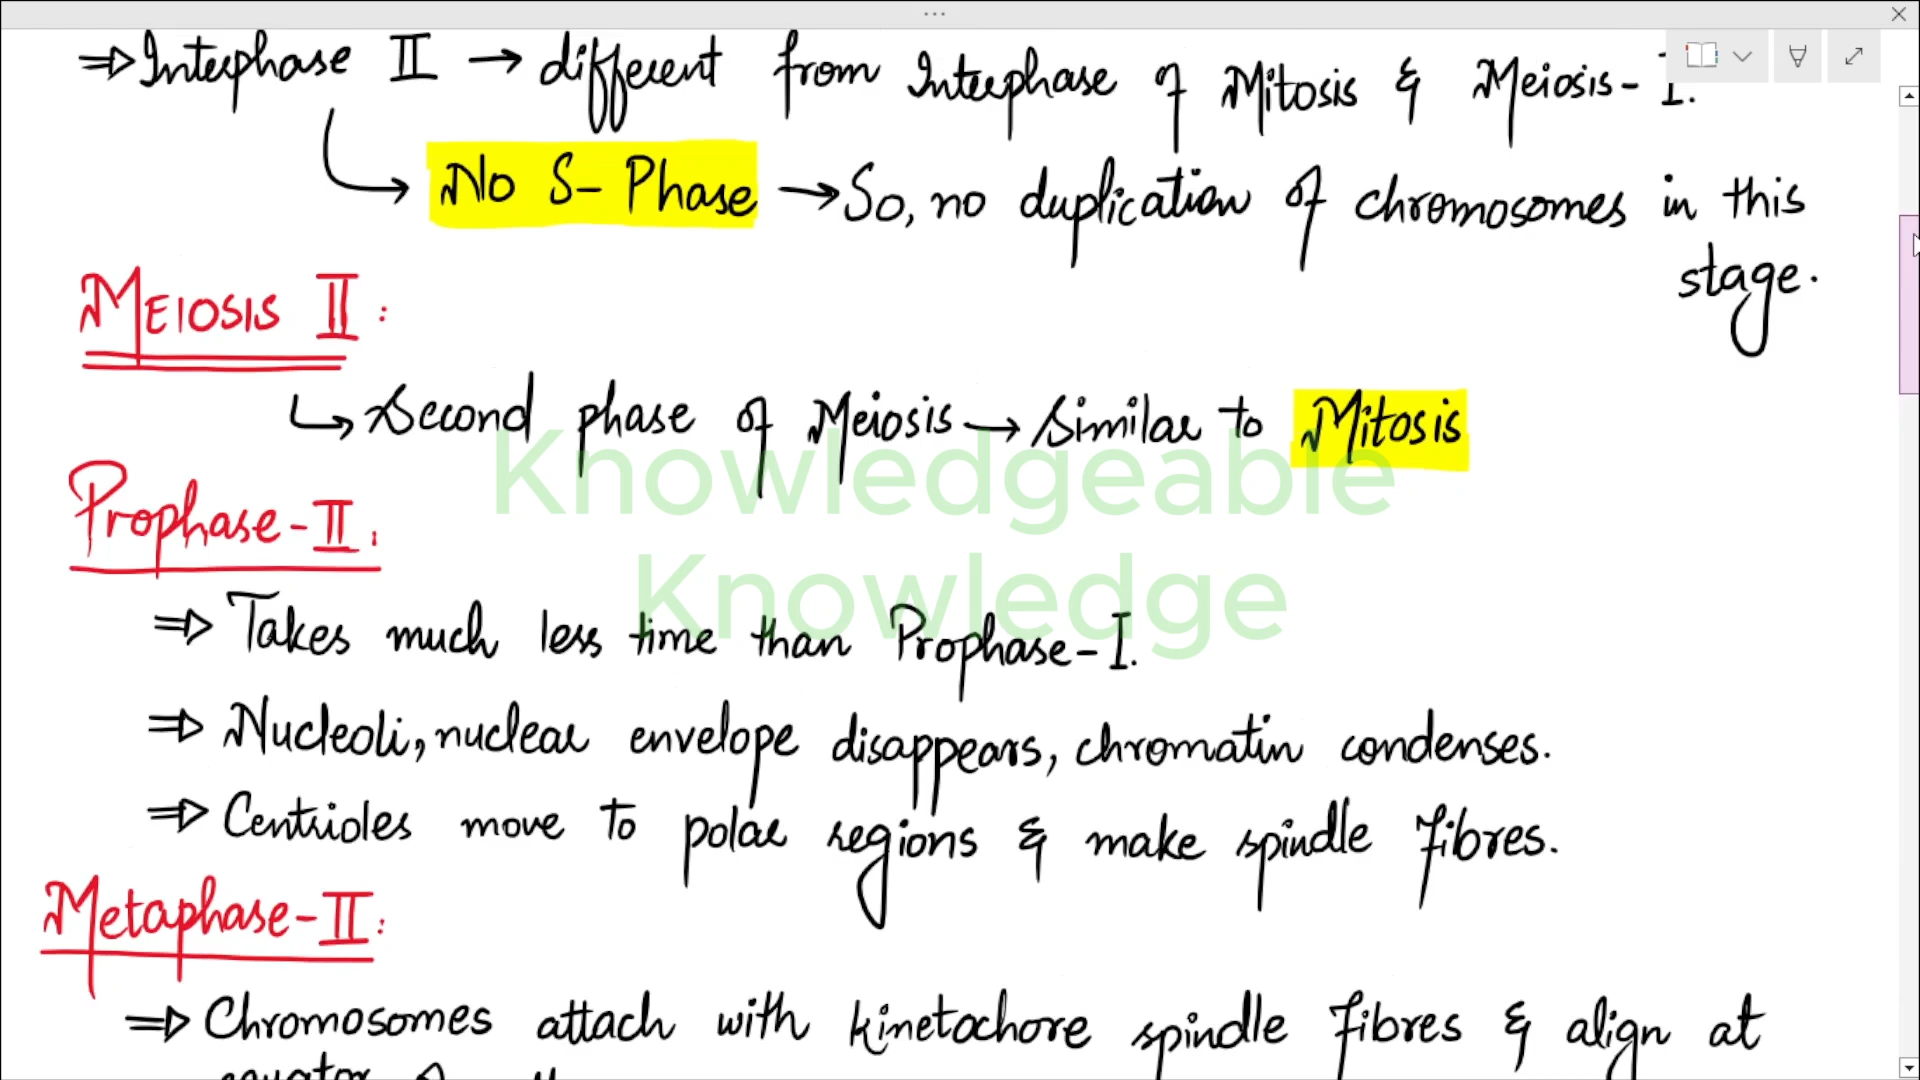 ⇒ Interphase II → different from Interphase of Mitosis & Meiosis-I.
↳ No S-Phase → So, no duplication of chromosomes in this
stage.
MEIOSIS II :
↳ Second phase of Meiosis → Similar to Mitosis
Knowledgeable
Prophase-II :
Knowledge
⇒ Takes much less time than Prophase-I.
⇒ Nucleoli, nuclear envelope disappears, chromatin condenses.
⇒ Centrioles move to polar regions & make spindle fibres.
Metaphase-II :
⇒ Chromosomes attach with kinetochore spindle fibres & align at
equator of